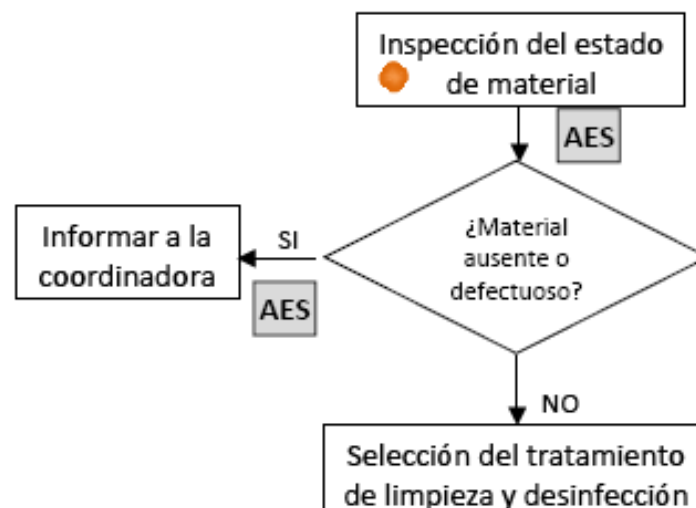 Inspección del estado
de material
AES
¿Material
ausente o
defectuoso?
SI
Informar a la
coordinadora
AES
NO
Selección del tratamiento
de limpieza y desinfección